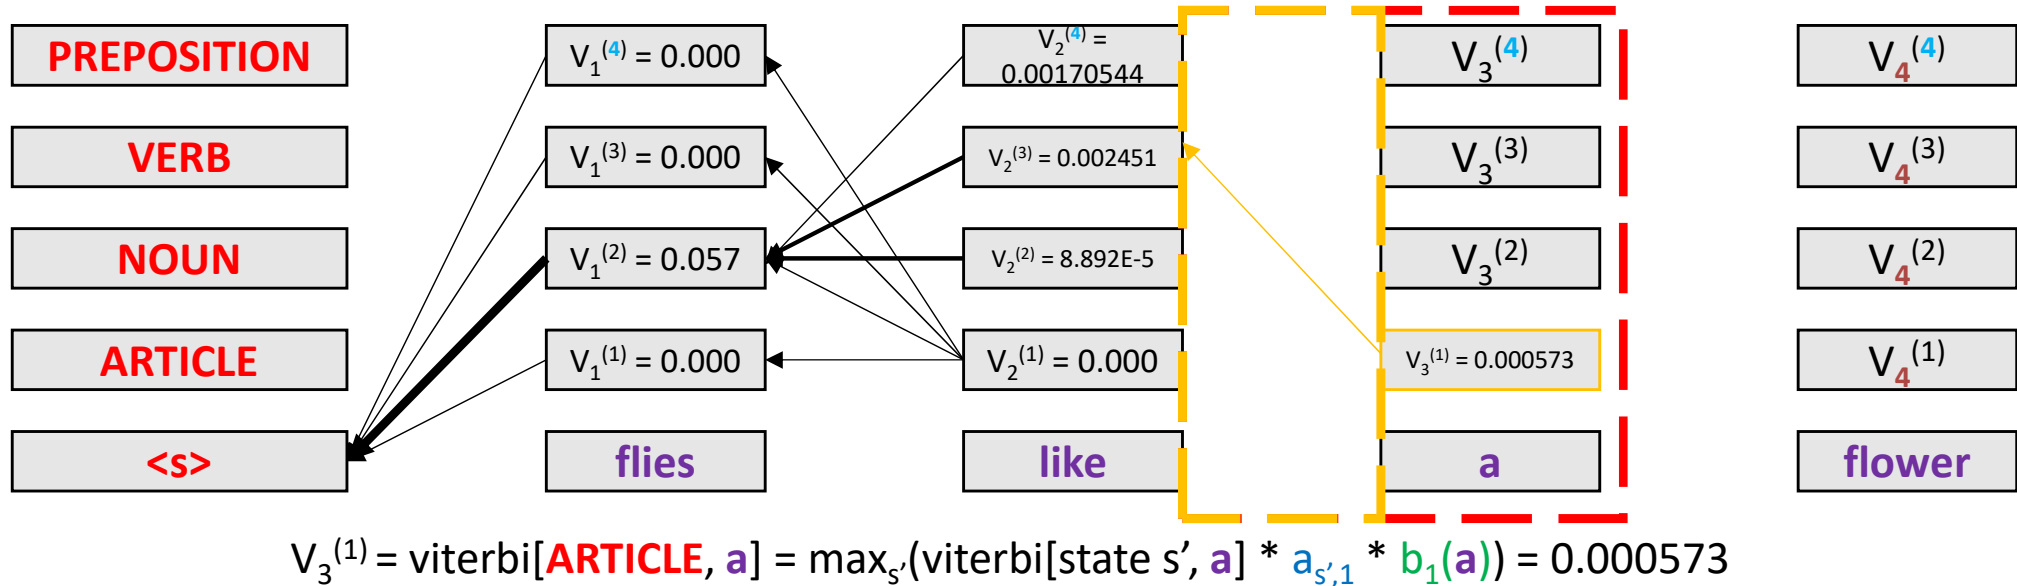 PREPOSITION V₁⁽⁴⁾ = 0.000 V₂⁽⁴⁾ = 0.00170544 V₃⁽⁴⁾ V₄⁽⁴⁾
VERB V₁⁽³⁾ = 0.000 V₂⁽³⁾ = 0.002451 V₃⁽³⁾ V₄⁽³⁾
NOUN V₁⁽²⁾ = 0.057 V₂⁽²⁾ = 8.892E-5 V₃⁽²⁾ V₄⁽²⁾
ARTICLE V₁⁽¹⁾ = 0.000 V₂⁽¹⁾ = 0.000 V₃⁽¹⁾ = 0.000573 V₄⁽¹⁾
<s> flies like a flower
V₃⁽¹⁾ = viterbi[ARTICLE, a] = maxₛ’(viterbi[state s’, a] * aₛ’,₁ * b₁(a)) = 0.000573